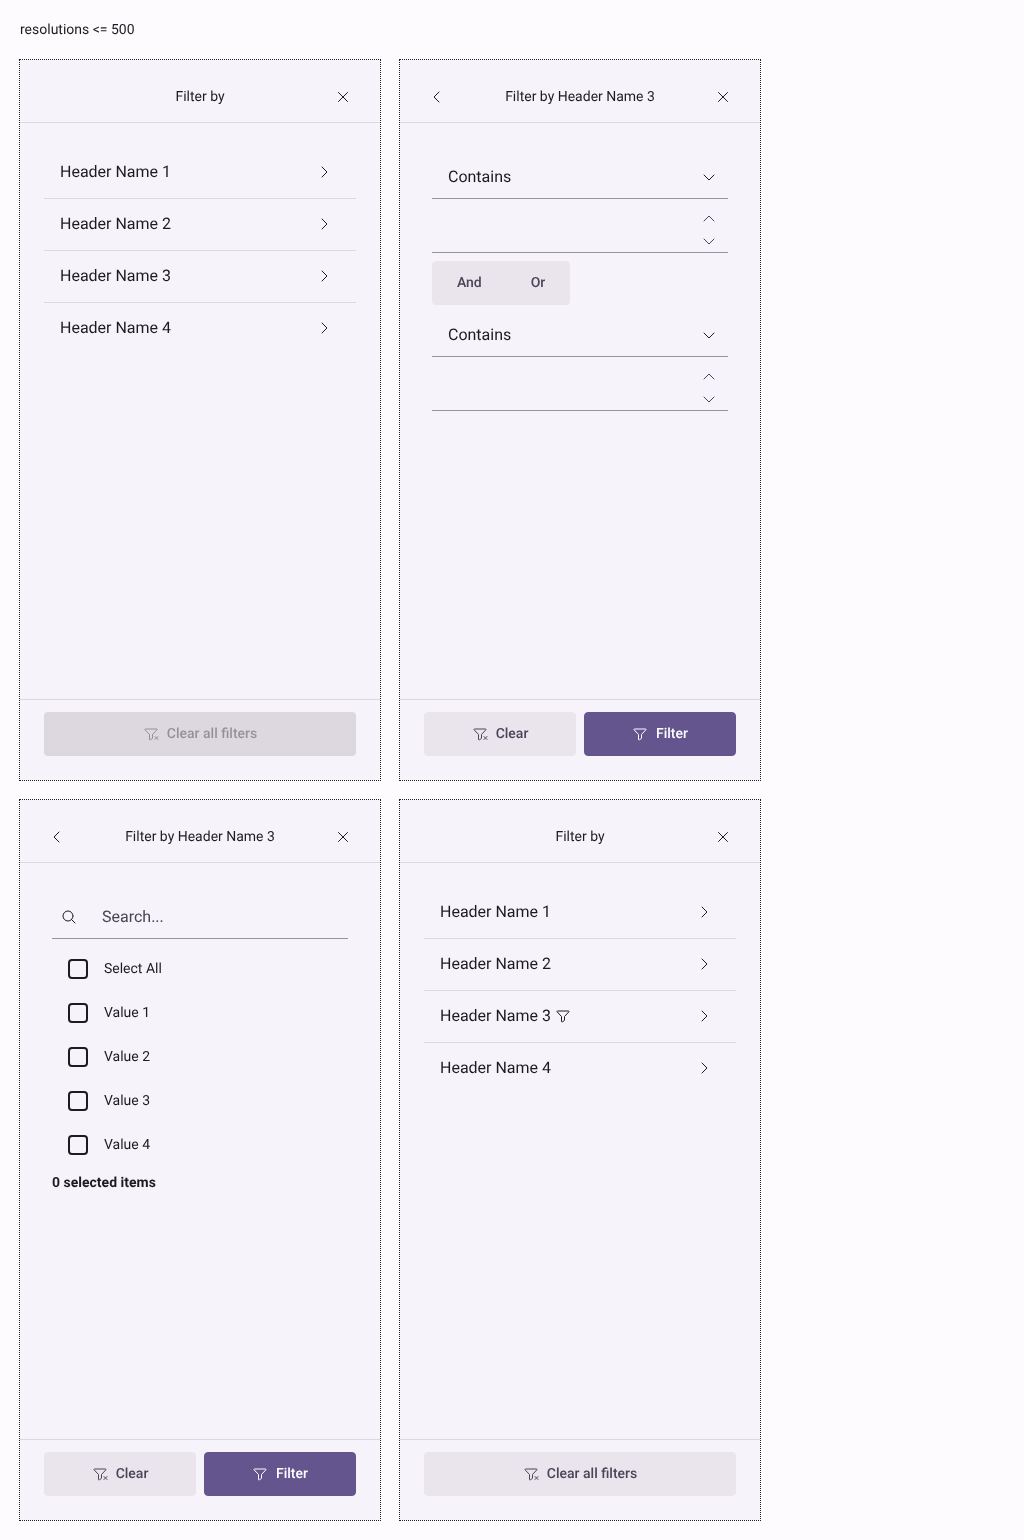 resolutions <= 500
Filter by
Header Name 1
Header Name 2
Header Name 3
Header Name 4
Clear all filters
Filter by Header Name 3
Contains
And Or
Contains
Clear Filter
Filter by Header Name 3
Search...
Select All
Value 1
Value 2
Value 3
Value 4
0 selected items
Clear Filter
Filter by
Header Name 1
Header Name 2
Header Name 3
Header Name 4
Clear all filters